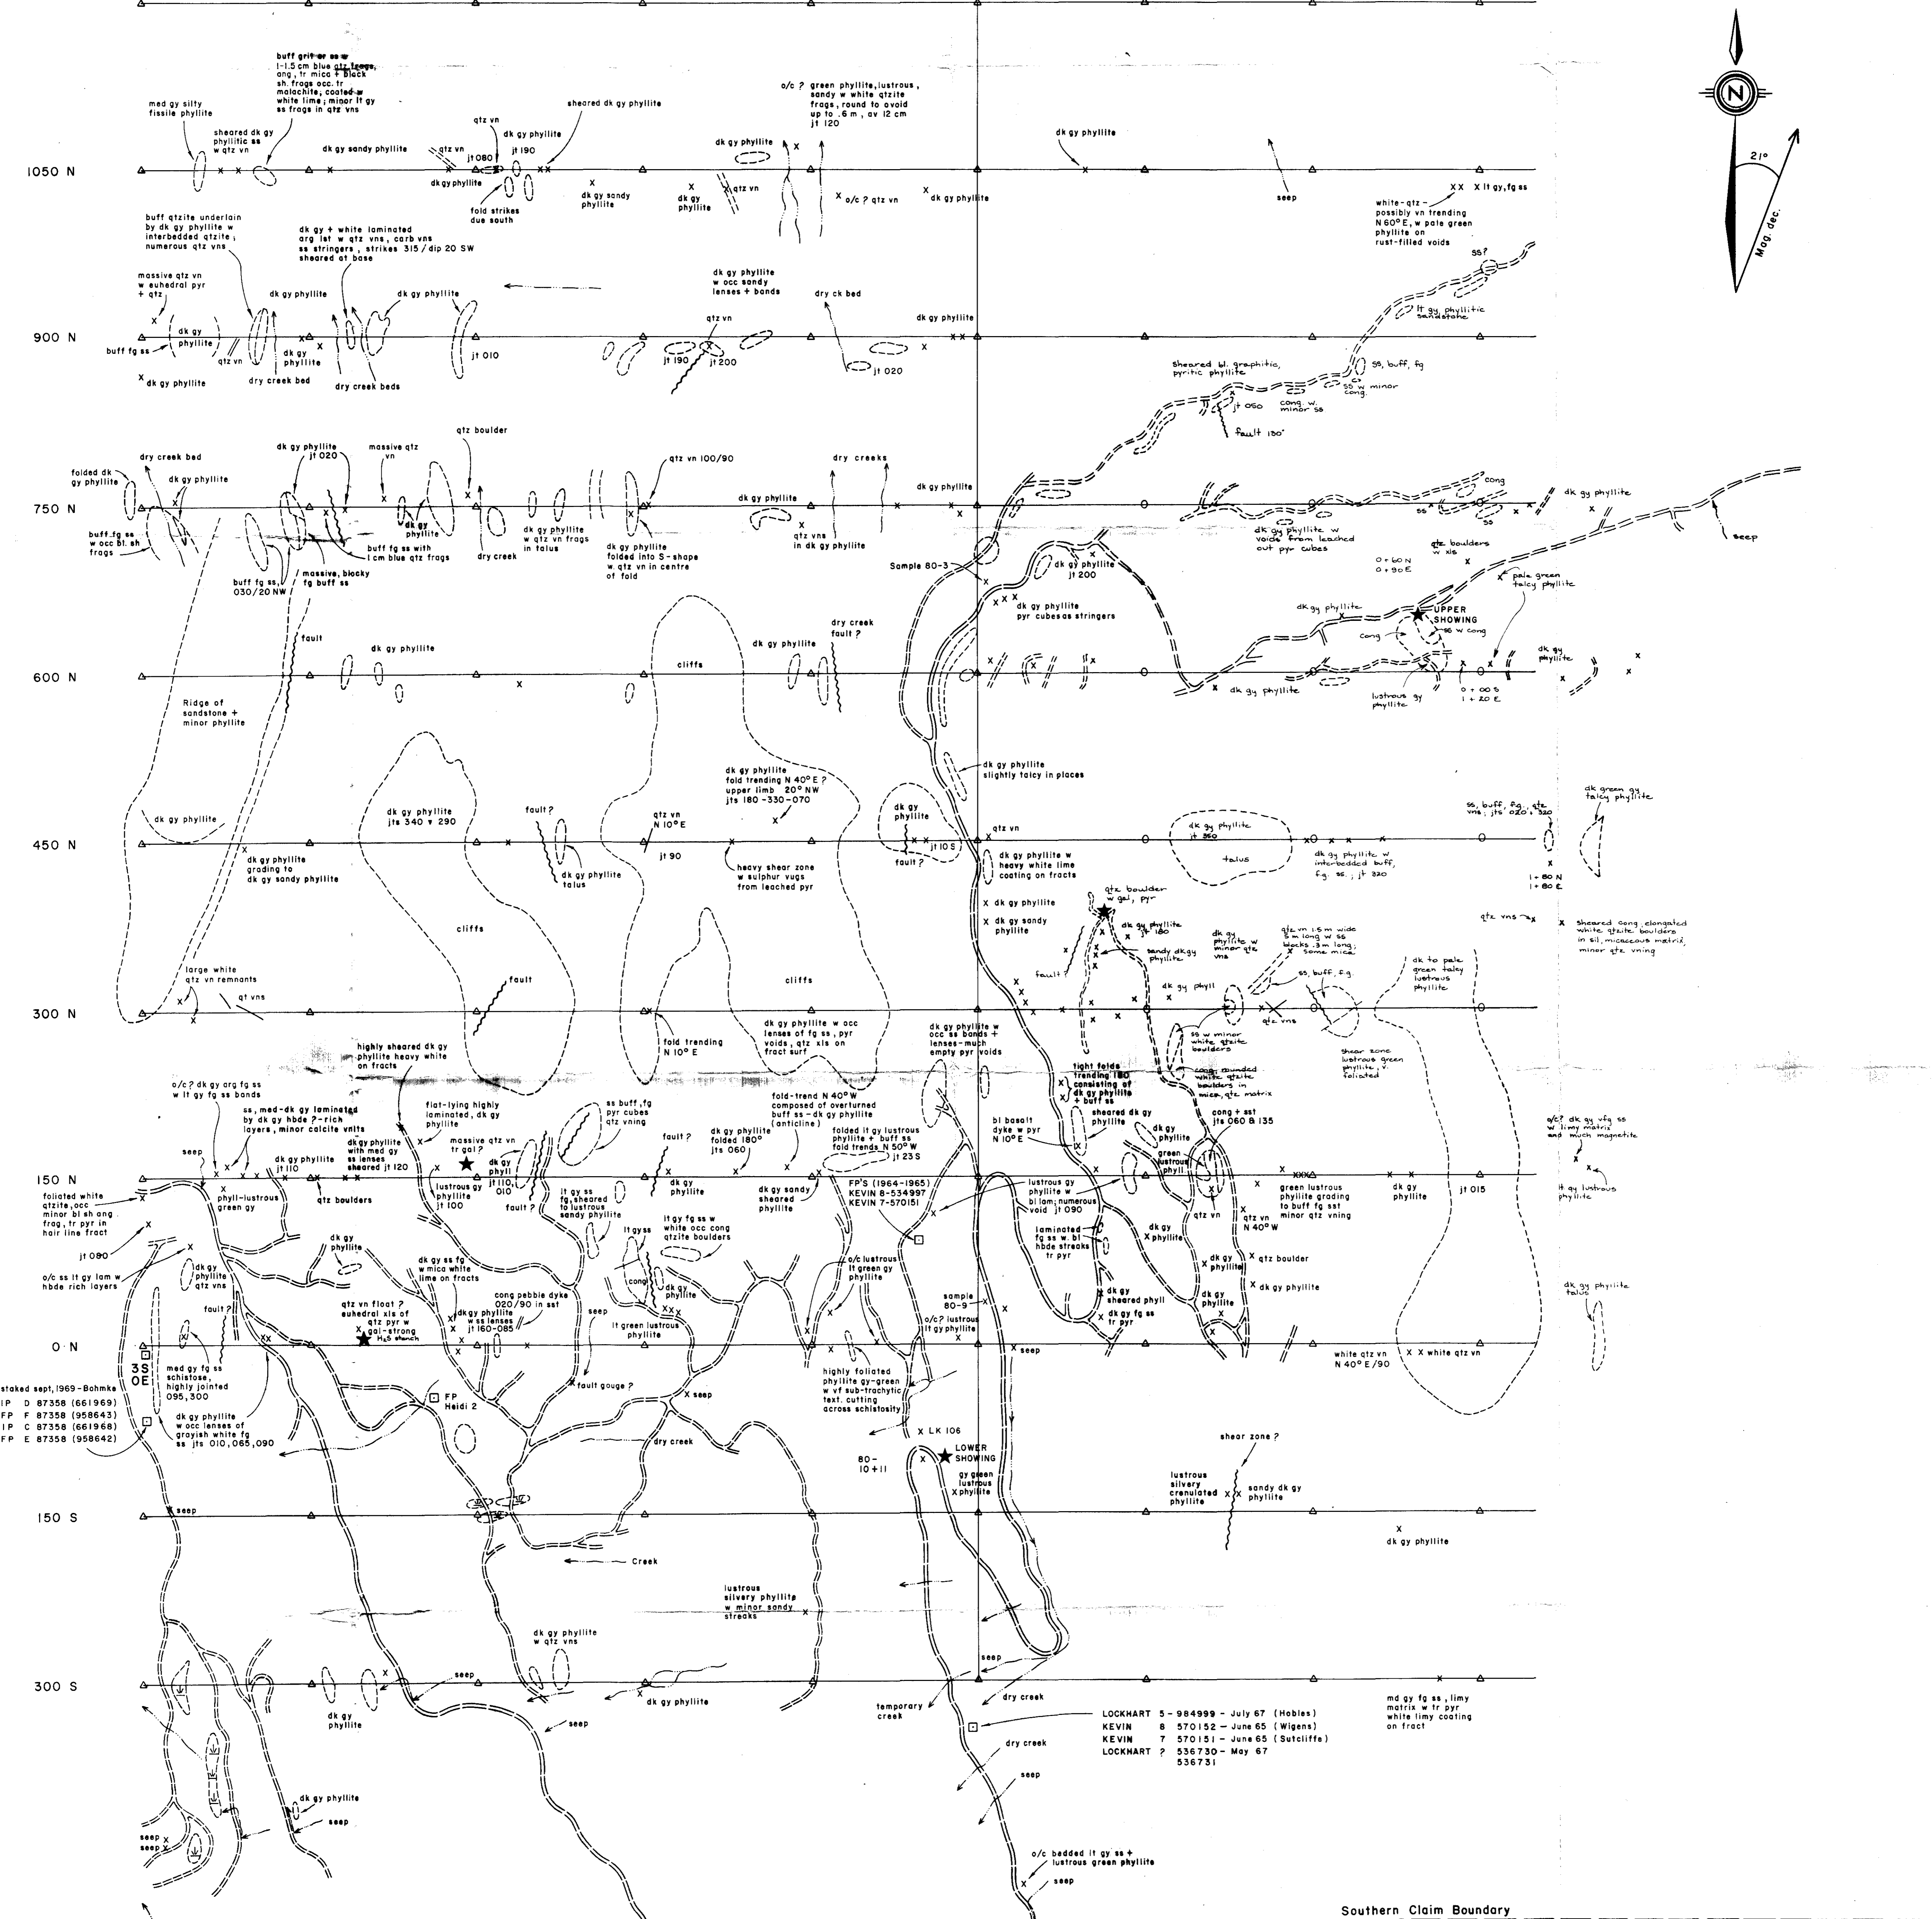 buff grit or ss w
1-1.5 cm blue qtz frags,
ang, tr mica + black
sh. frags occ. tr
malachite, coated w
white lime; minor lt gy
ss frags in qtz vns
med gy silty
fissile phyllite
sheared dk gy
phyllitic ss
w qtz vn
dk gy sandy phyllite
qtz vn
qtz vn
jt 080
dk gy phyllite
jt 190
sheared dk gy phyllite
o/c ? green phyllite, lustrous,
sandy w white qtzite
frags, round to avoid
up to .6 m, av 12 cm
jt 120
dk gy phyllite
dk gy phyllite
N
21°
Mag. dec.
1050 N
dk gy phyllite
fold strikes
due south
dk gy sandy
phyllite
dk gy
phyllite
qtz vn
o/c ? qtz vn
dk gy phyllite
seep
lt gy, fg ss
white-qtz-
possibly vn trending
N 60° E, w pale green
phyllite on
rust-filled voids
buff qtzite underlain
by dk gy phyllite w
interbedded qtzite;
numerous qtz vns
dk gy + white laminated
arg lst w qtz vns, carb vns
ss stringers, strikes 315/dip 20 SW
sheared at base
massive qtz vn
w euhedral pyr
+ qtz
dk gy phyllite
dk gy phyllite
dk gy phyllite
w occ sandy
lenses + bands
dry ck bed
qtz vn
dk gy phyllite
ss?
lt gy, phyllitic
sandstone
900 N
dk gy
phyllite
buff fg ss
qtz vn
dk gy
phyllite
jt 010
jt 190
jt 200
jt 020
dk gy phyllite
dry creek bed
dry creek beds
sheared bl. graphitic,
pyritic phyllite
ss, buff, fg
ss w minor
cong.
jt 050
cong. w.
minor ss.
fault 130°
dry creek bed
dk gy phyllite
jt 020
massive qtz
vn
qtz boulder
qtz vn 100/90
dry creeks
folded dk
gy phyllite
dk gy phyllite
dk gy phyllite
dk gy phyllite
cong
dk gy phyllite
750 N
buff fg ss
w occ bl. sh
frags
dk gy
phyllite
buff fg ss with
1 cm blue qtz frags
dry creek
dk gy phyllite
w qtz vn frags
in talus
dk gy phyllite
folded into S-shape
w. qtz vn in centre
of fold
qtz vns
in dk gy phyllite
ss
ss
dk gy phyllite w
voids from leached
out pyr cubes
seep
buff fg ss,
030/20 NW
massive, blocky
fg buff ss
Sample 80-3
dk gy phyllite
jt 200
0 + 60 N
0 + 90 E
qtz boulders
w xls
pale green
talcy phyllite
dk gy phyllite
pyr cubes as stringers
dk gy phyllite
UPPER
SHOWING
ss w cong
cong
fault
dk gy phyllite
cliffs
dk gy phyllite
dry creek
fault ?
dk gy
phyllite
600 N
dk gy phyllite
lustrous gy
phyllite
0 + 00 S
1 + 20 E
Ridge of
sandstone +
minor phyllite
dk gy phyllite
slightly talcy in places
dk gy phyllite
fold trending N 40° E ?
upper limb 20° NW
jts 180-330-070
dk green gy
talcy phyllite
dk gy phyllite
dk gy phyllite
jts 340 + 290
fault ?
qtz vn
N 10° E
dk gy
phyllite
qtz vn
dk gy phyllite
jt 350
talus
ss, buff, f.g., qtz
vns; jts 020 + 320
450 N
dk gy phyllite
grading to
dk gy sandy phyllite
dk gy phyllite
talus
jt 90
heavy shear zone
w sulphur vugs
from leached pyr
jt 10 S
fault ?
dk gy phyllite w
heavy white lime
coating on fracts
dk gy phyllite w
interbedded buff,
f.g. ss.; jt 320
1 + 80 N
1 + 80 E
qtz boulder
w gal, pyr
dk gy phyllite
dk gy sandy
phyllite
dk gy phyllite
jt 180
sandy dk gy
phyllite
dk gy
phyllite w
minor qtz
vns
qtz vn 1.5 m wide
5 m long w ss
blocks .3 m long;
some mica
qtz vns
sheared cong, elongated
white qtzite boulders
in sil, micaceous matrix,
minor qtz vning
cliffs
large white
qtz vn remnants
qt vns
fault
cliffs
fault ?
dk gy phyll
ss, buff, f.g.
dk to pale
green talcy
lustrous
phyllite
300 N
fold trending
N 10° E
dk gy phyllite w occ
lenses of fg ss, pyr
voids, qtz xls on
fract surf
dk gy phyllite w
occ ss bands +
lenses-much
empty pyr voids
qtz vns
ss w minor
white qtzite
boulders
shear zone
lustrous green
phyllite, v.
foliated
highly sheared dk gy
phyllite heavy white
on fracts
tight folds
trending 180
consisting of
dk gy phyllite
+ buff ss
cong, rounded
white qtzite
boulders in
mica, qtz matrix
o/c? dk gy arg fg ss
w lt gy fg ss bands
ss, med-dk gy laminated
by dk gy hbde ?-rich
layers, minor calcite vnlts
flat-lying highly
laminated, dk gy
phyllite
ss buff, fg
pyr cubes
qtz vning
fold-trend N 40° W
composed of overturned
buff ss-dk gy phyllite
(anticline)
bl basalt
dyke w pyr
N 10° E
sheared dk gy
phyllite
dk gy
phyllite
cong + sst
jts 060 & 135
o/c? dk gy vfg ss
w limy matrix
and much magnetite
seep
dk gy phyllite
jt 110
dk gy phyllite
with med gy
ss lenses
sheared jt 120
massive qtz vn
tr gal ?
dk gy
phyll
jt 110,
010
fault ?
dk gy phyllite
folded 180°
jts 060
folded lt gy lustrous
phyllite + buff ss
fold trends N 50° W
jt 23 S
green
lustrous
phyll
150 N
foliated white
qtzite, occ
minor bl sh ang
frag, tr pyr in
hair line fract
phyll-lustrous
green gy
qtz boulders
lustrous gy
phyllite
jt 100
fault ?
lt gy ss
fg, sheared
to lustrous
sandy phyllite
dk gy
phyllite
dk gy sandy
sheared
phyllite
FP'S (1964-1965)
KEVIN 8-534997
KEVIN 7-570151
lustrous gy
phyllite w
bl lam; numerous
void jt 090
qtz vn
qtz vn
N 40° W
green lustrous
phyllite grading
to buff fg sst
minor qtz vning
dk gy
phyllite
jt 015
lt gy lustrous
phyllite
jt 080
o/c ss lt gy lam w
hbde rich layers
dk gy
phyllite
qtz vns
dk gy
phyllite
dk gy ss fg
w mica white
lime on fracts
lt gy ss
lt gy fg ss w
white occ cong
qtzite boulders
cong
dk gy
phyllite
o/c lustrous
lt green gy
phyllite
laminated
fg ss w. bl
hbde streaks
tr pyr
dk gy
phyllite
dk gy
phyllite
qtz boulder
dk gy phyllite
dk gy phyllite
talus
fault ?
qtz vn float ?
euhedral xls of
qtz pyr w
gal-strong
H₂S stench
dk gy phyllite
w ss lenses
jt 160-085
cong pebble dyke
020/90 in sst
seep
lt green lustrous
phyllite
sample
80-9
o/c? lustrous
lt gy phyllite
dk gy
sheared phyll
dk gy fg ss
tr pyr
dk gy
phyllite
0 N
3S
0E
med gy fg ss
schistose,
highly jointed
095, 300
fault gouge ?
seep
highly foliated
phyllite gy-green
w vf sub-trachytic
text. cutting
across schistosity
seep
white qtz vn
N 40° E/90
white qtz vn
staked sept, 1969-Bohmke
IP D 87358 (661969)
FP F 87358 (958643)
IP C 87358 (661968)
FP E 87358 (958642)
dk gy phyllite
w occ lenses of
grayish white fg
ss jts 010, 065, 090
FP
Heidi 2
dry creek
LK 106
LOWER
SHOWING
80-
10+11
gy green
lustrous
phyllite
shear zone ?
lustrous
silvery
crenulated
phyllite
sandy dk gy
phyllite
seep
150 S
dk gy phyllite
Creek
lustrous
silvery phyllite
w minor sandy
streaks
dk gy phyllite
w qtz vns
seep
seep
300 S
dk gy
phyllite
dk gy phyllite
seep
temporary
creek
dry creek
md gy fg ss, limy
matrix w tr pyr
white limy coating
on fract
LOCKHART 5-984999 - July 67 (Hobles)
KEVIN 8 570152 - June 65 (Wigens)
KEVIN 7 570151 - June 65 (Sutcliffe)
LOCKHART ? 536730 - May 67
536731
dry creek
seep
dk gy phyllite
seep
seep
seep
o/c bedded lt gy ss +
lustrous green phyllite
seep
Southern Claim Boundary